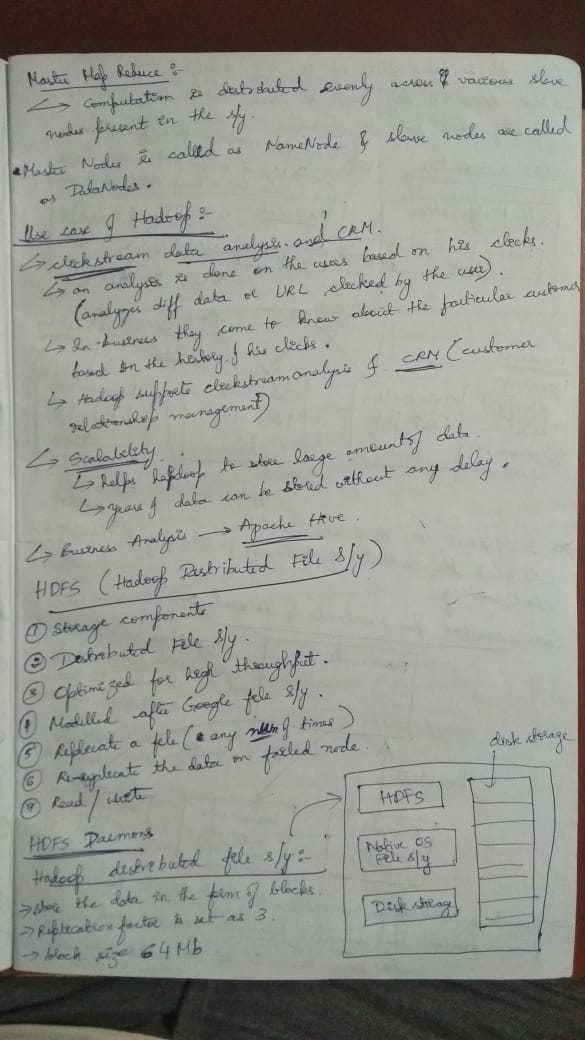 Master Map Reduce :-
↳ Computation is distributed evenly across various slave
nodes present in the s/y.
• Master Nodes is called as NameNode & slave nodes are called
as DataNodes.
Use case of Hadoop :-
↳ clickstream data analysis and CRM.
↳ an analysis is done on the users based on his clicks.
(analyzes diff data or URL clicked by the user).
↳ In business they come to know about the particular customer
based on the history of his clicks.
↳ Hadoop supports clickstream analysis & CRM (customer
relationship management)
↳ Scalability.
↳ helps hadoop to store large amount of data.
↳ years of data can be stored without any delay.
↳ Business Analysis → Apache Hive.
HDFS (Hadoop Distributed File S/y)
① Storage components
② Distributed File s/y.
③ Optimized for high throughput.
④ Modelled after Google file s/y.
⑤ Replicate a file (any num of times)
⑥ Re-replicate the data on failed node.
⑦ Read/write
disk storage
HDFS
Native OS
File s/y
Disk storage
HDFS Daemons
Hadoop distributed file s/y :-
→ store the data in the form of blocks.
→ Replication factor is set as 3.
→ block size 64 Mb